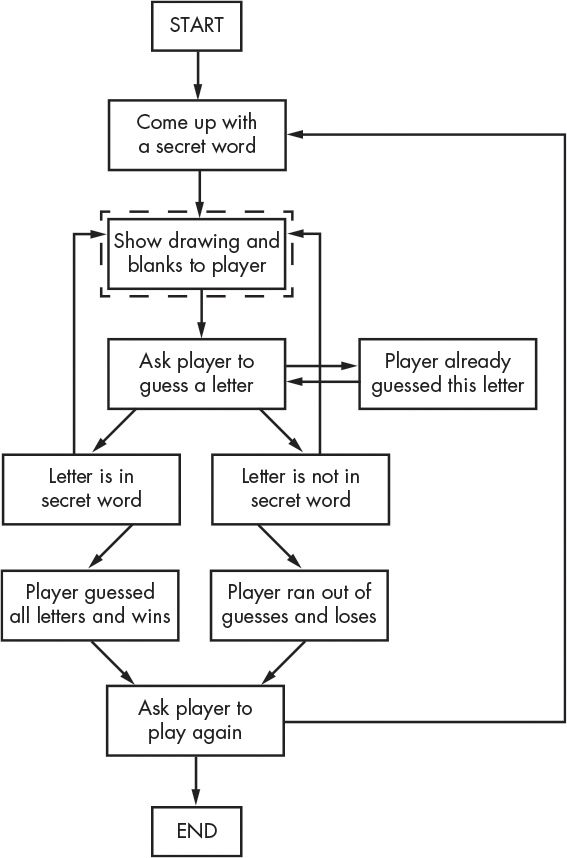 START
Come up with
a secret word
Show drawing and
blanks to player
Ask player to
guess a letter
Player already
guessed this letter
Letter is in
secret word
Letter is not in
secret word
Player guessed
all letters and wins
Player ran out of
guesses and loses
Ask player to
play again
END